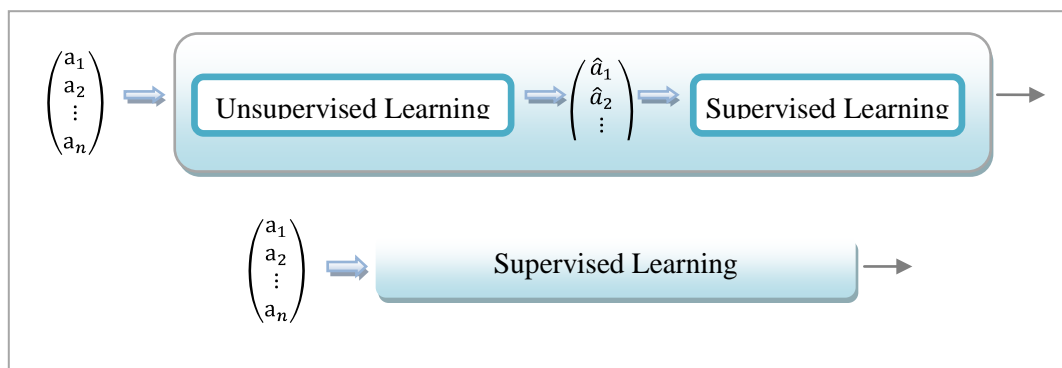 a₁
a₂
⋮
aₙ
Unsupervised Learning
â₁
â₂
⋮
Supervised Learning
a₁
a₂
⋮
aₙ
Supervised Learning